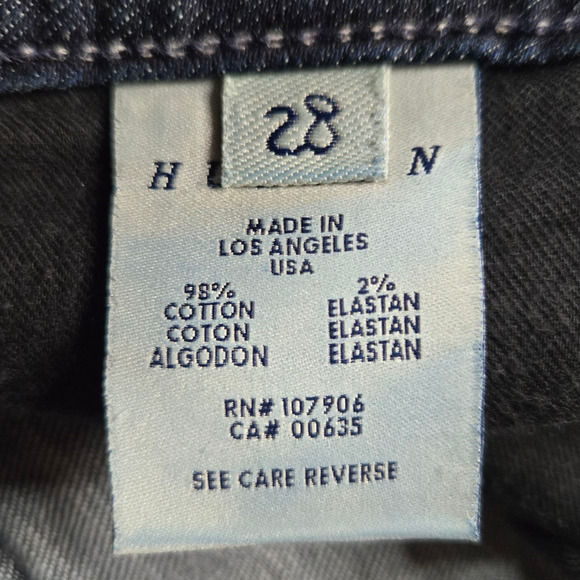 28
H N
MADE IN
LOS ANGELES
USA
98% 2%
COTTON ELASTAN
COTON ELASTAN
ALGODON ELASTAN
RN# 107906
CA# 00635
SEE CARE REVERSE